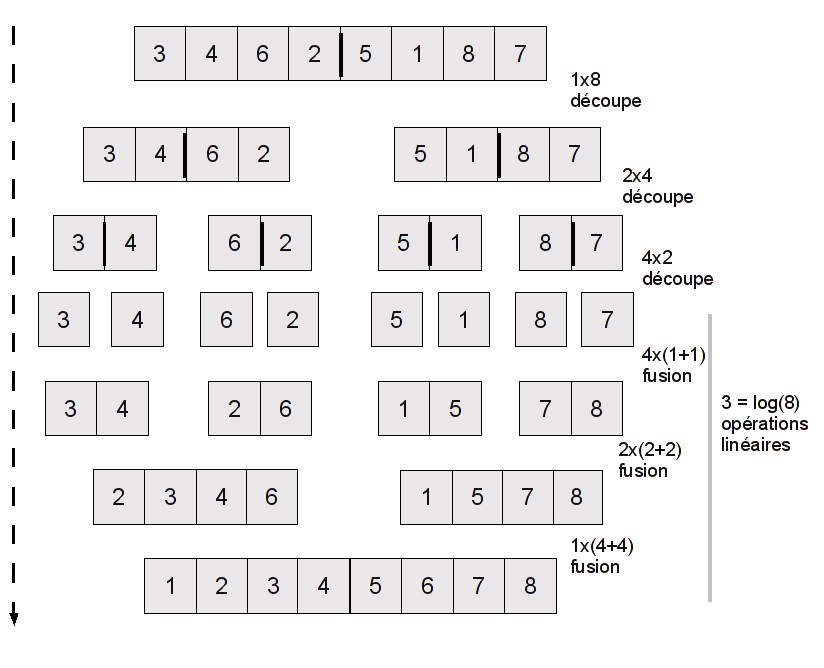 3 4 6 2 5 1 8 7
1x8
découpe
3 4 6 2 5 1 8 7
2x4
découpe
3 4 6 2 5 1 8 7
4x2
découpe
3 4 6 2 5 1 8 7
4x(1+1)
fusion
3 4 2 6 1 5 7 8
2x(2+2)
fusion
3 = log(8)
opérations
linéaires
2 3 4 6 1 5 7 8
1x(4+4)
fusion
1 2 3 4 5 6 7 8